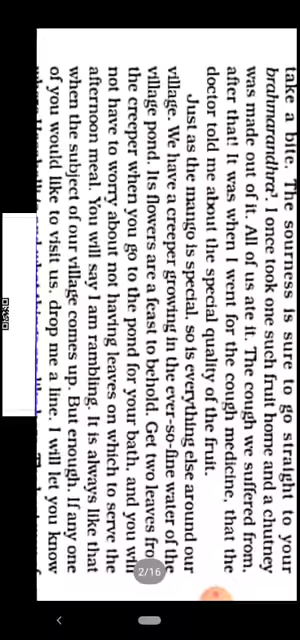 take a bite. The sourness is sure to go straight to your
brahmarandhra². I once took one such fruit home and a chutney
was made out of it. All of us ate it. The cough we suffered from,
after that! It was when I went for the cough medicine, that the
doctor told me about the special quality of the fruit.
Just as the mango is special, so is everything else around our
village. We have a creeper growing in the ever-so-fine water of the
village pond. Its flowers are a feast to behold. Get two leaves fro
the creeper when you go to the pond for your bath, and you will
not have to worry about not having leaves on which to serve the
afternoon meal. You will say I am rambling. It is always like that
when the subject of our village comes up. But enough. If any one
of you would like to visit us, drop me a line. I will let you know
2/16